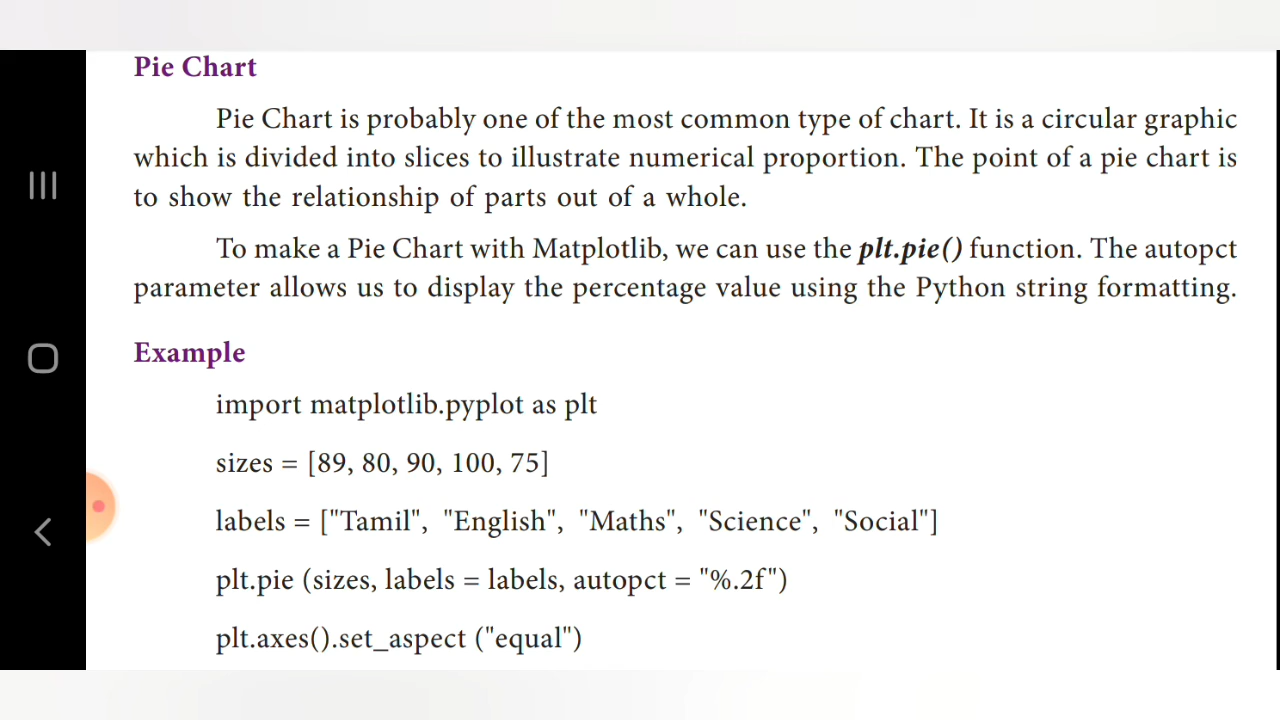 Pie Chart
Pie Chart is probably one of the most common type of chart. It is a circular graphic
which is divided into slices to illustrate numerical proportion. The point of a pie chart is
to show the relationship of parts out of a whole.
To make a Pie Chart with Matplotlib, we can use the plt.pie() function. The autopct
parameter allows us to display the percentage value using the Python string formatting.
Example
import matplotlib.pyplot as plt
sizes = [89, 80, 90, 100, 75]
labels = ["Tamil", "English", "Maths", "Science", "Social"]
plt.pie (sizes, labels = labels, autopct = "%.2f")
plt.axes().set_aspect ("equal")